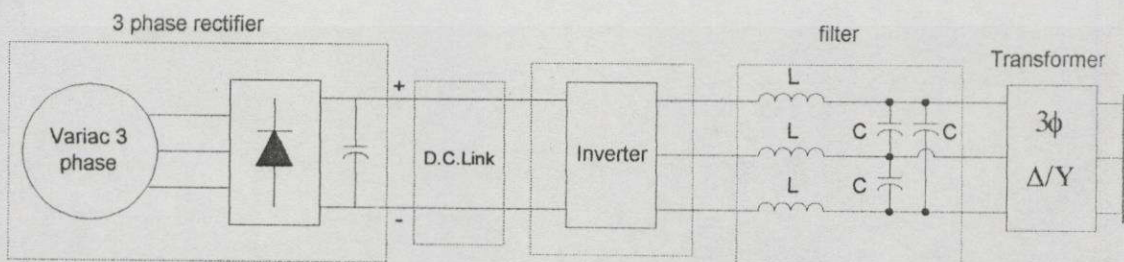 3 phase rectifier
filter
Transformer
Variac 3
phase
+
-
D.C.Link
Inverter
L
L
L
C
C
C
3ϕ
Δ/Y